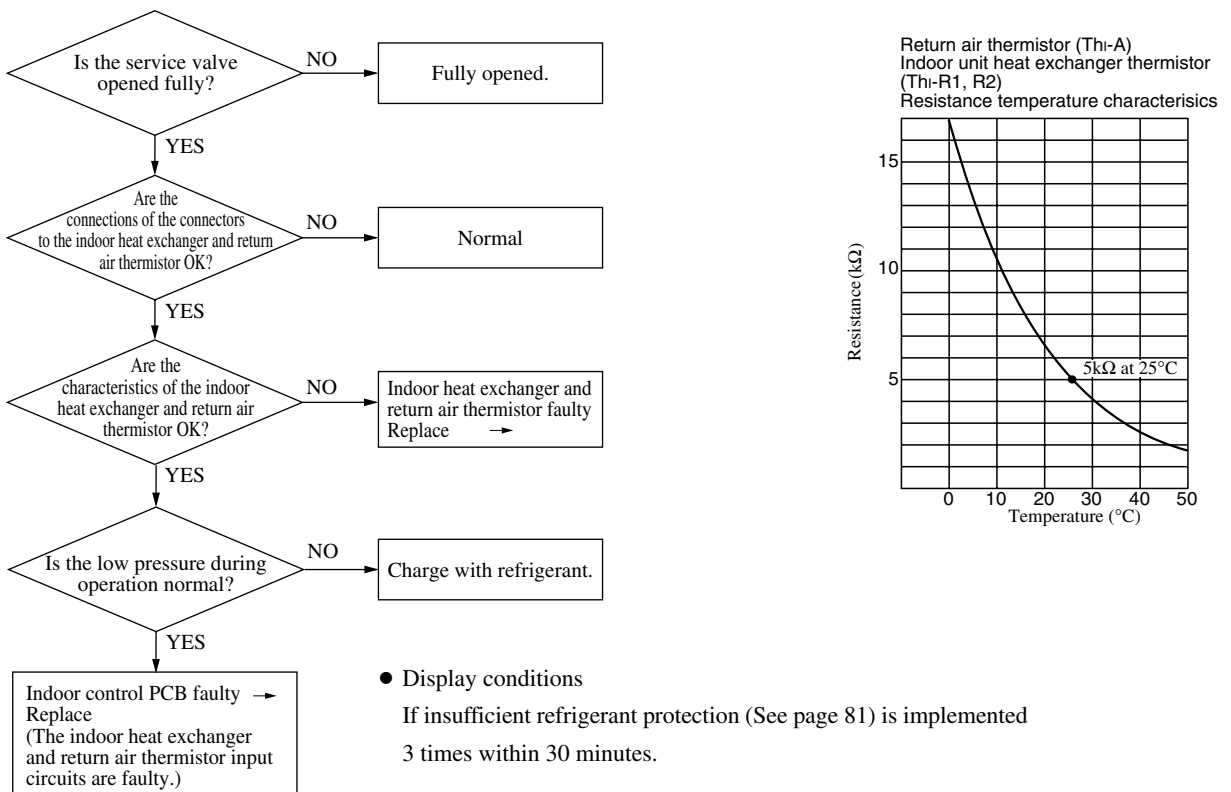 Is the service valve
opened fully?
NO
Fully opened.
YES
Are the
connections of the connectors
to the indoor heat exchanger and return
air thermistor OK?
NO
Normal
YES
Are the
characteristics of the indoor
heat exchanger and return air
thermistor OK?
NO
Indoor heat exchanger and
return air thermistor faulty
Replace →
YES
Is the low pressure during
operation normal?
NO
Charge with refrigerant.
YES
Indoor control PCB faulty →
Replace
(The indoor heat exchanger
and return air thermistor input
circuits are faulty.)
● Display conditions
If insufficient refrigerant protection (See page 81) is implemented
3 times within 30 minutes.
Return air thermistor (ThI-A)
Indoor unit heat exchanger thermistor
(ThI-R1, R2)
Resistance temperature characterisics
15
10
5
Resistance (kΩ)
5kΩ at 25°C
0 10 20 30 40 50
Temperature (°C)